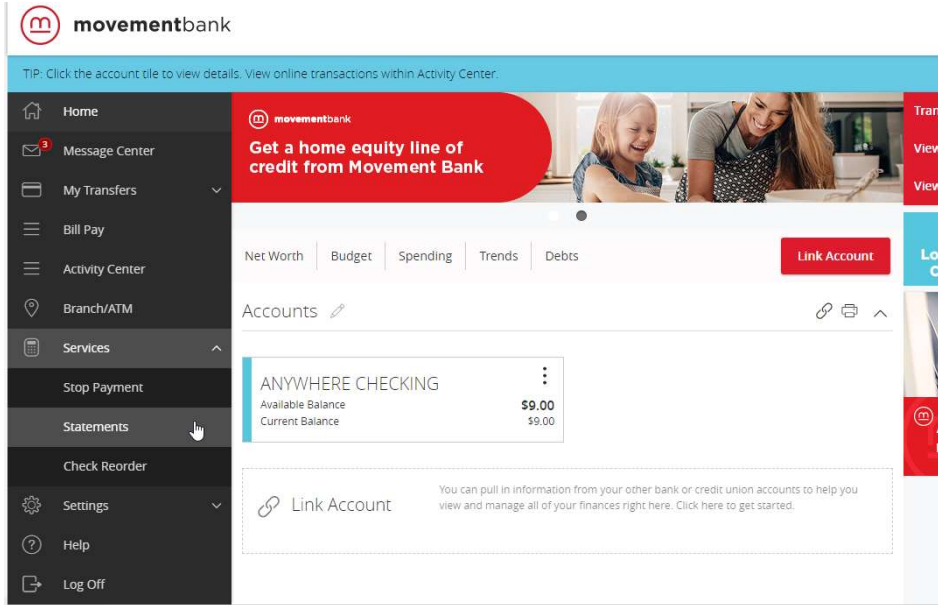 movementbank
TIP: Click the account tile to view details. View online transactions within Activity Center.
Home
3
Message Center
My Transfers
Bill Pay
Activity Center
Branch/ATM
Services
Stop Payment
Statements
Check Reorder
Settings
Help
Log Off
movementbank
Get a home equity line of
credit from Movement Bank
Net Worth
Budget
Spending
Trends
Debts
Link Account
Accounts
ANYWHERE CHECKING
Available Balance $9.00
Current Balance $9.00
Link Account
You can pull in information from your other bank or credit union accounts to help you
view and manage all of your finances right here. Click here to get started.
View
View